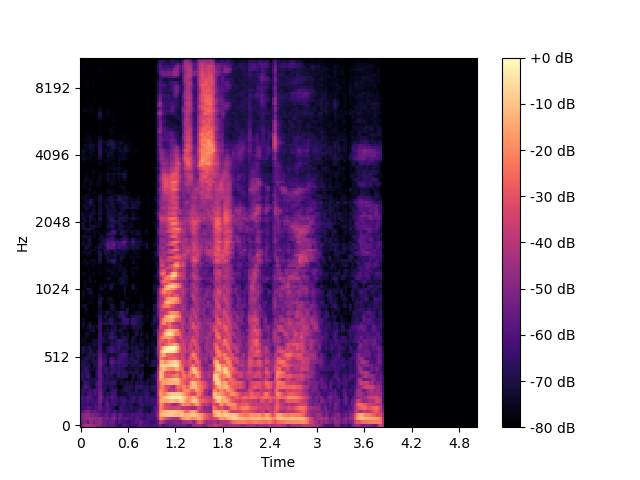 8192
4096
2048
1024
512
0
Hz
0 0.6 1.2 1.8 2.4 3 3.6 4.2 4.8
Time
+0 dB
-10 dB
-20 dB
-30 dB
-40 dB
-50 dB
-60 dB
-70 dB
-80 dB